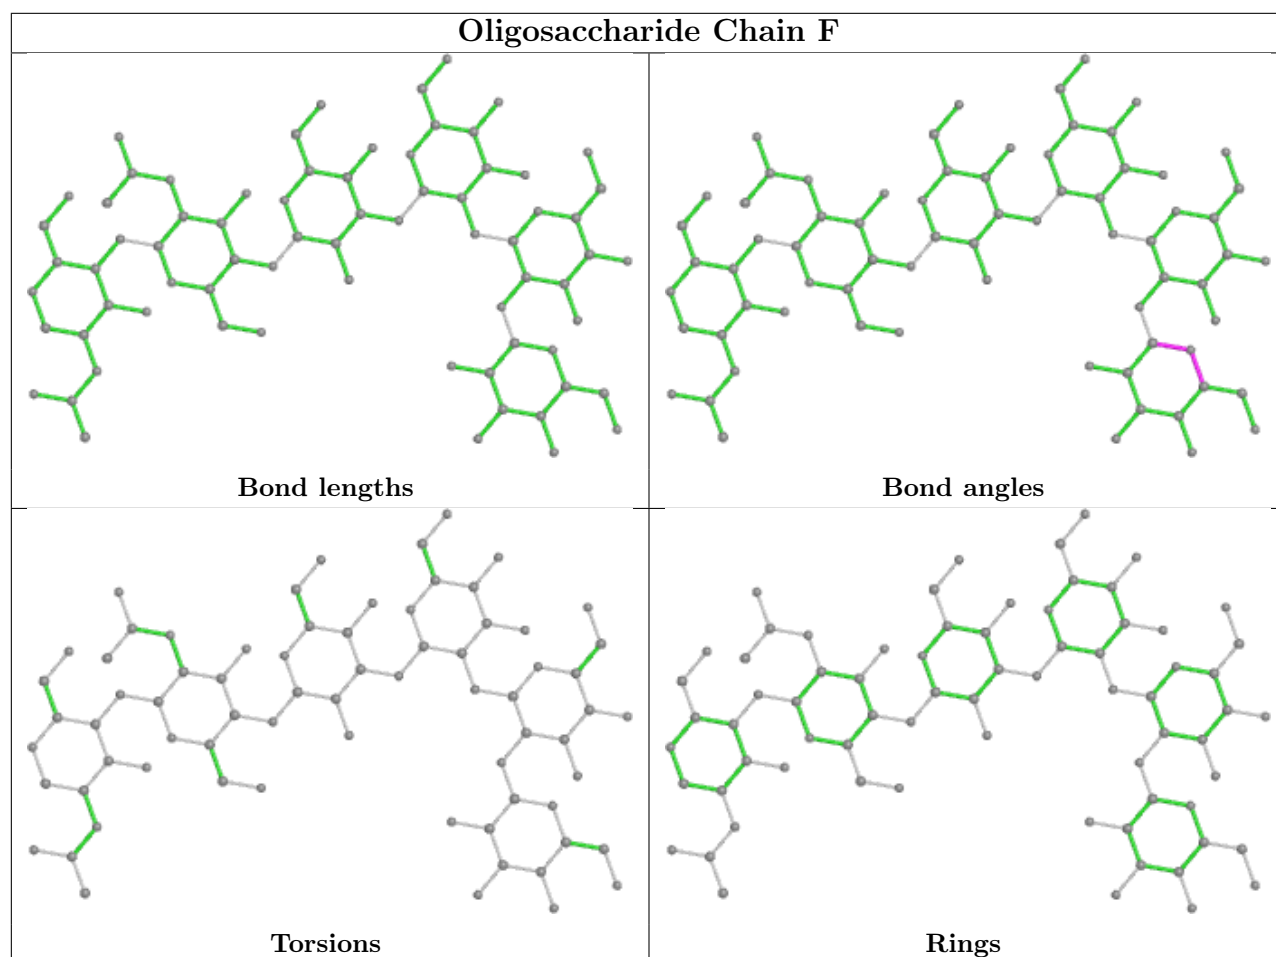 Oligosaccharide Chain F
Bond lengths
Bond angles
Torsions
Rings